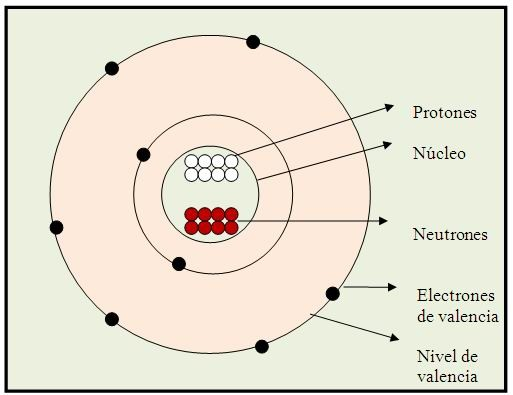 Protones
Núcleo
Neutrones
Electrones
de valencia
Nivel de
valencia